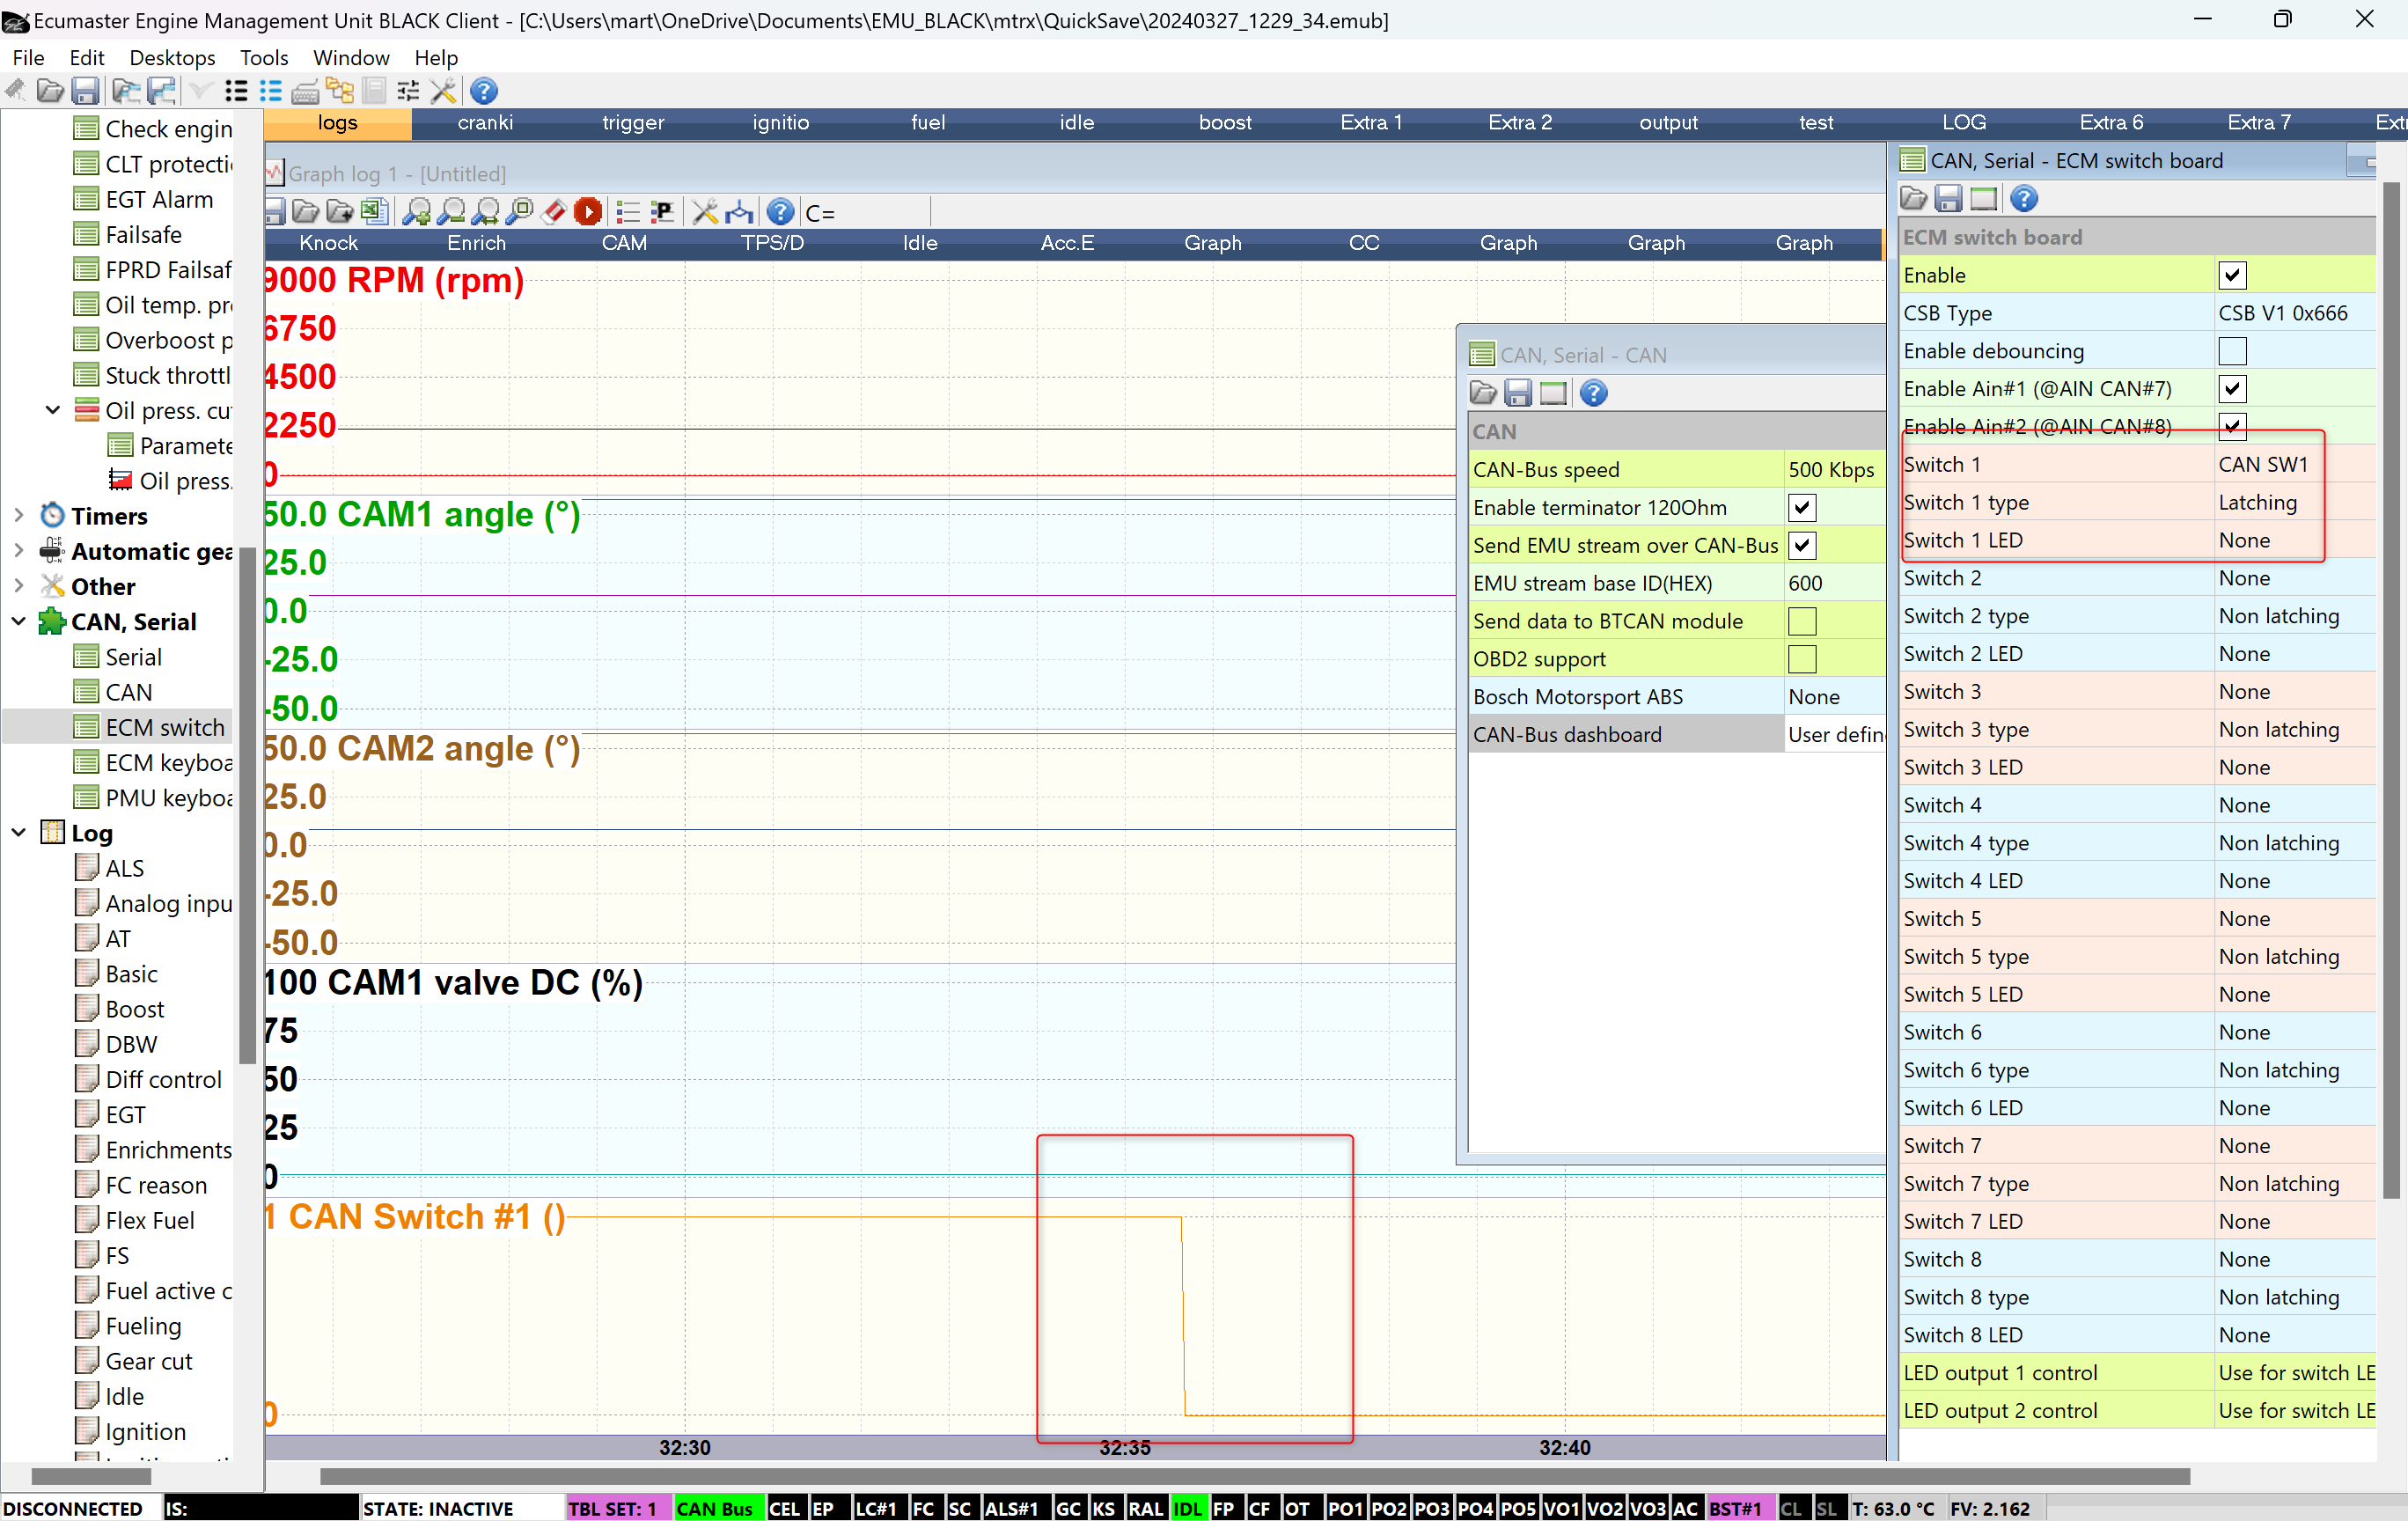 Ecumaster Engine Management Unit BLACK Client - [C:\Users\mart\OneDrive\Documents\EMU_BLACK\mtrx\QuickSave\20240327_1229_34.emub]
File Edit Desktops Tools Window Help
logs cranki trigger ignitio fuel idle boost Extra 1 Extra 2 output test LOG Extra 6 Extra 7 Extr
Check engin
CLT protecti
EGT Alarm
Failsafe
FPRD Failsaf
Oil temp. pr
Overboost p
Stuck throttl
Oil press. cu
Paramete
Oil press.
Timers
Automatic gea
Other
CAN, Serial
Serial
CAN
ECM switch
ECM keyboa
PMU keyboa
Log
ALS
Analog inpu
AT
Basic
Boost
DBW
Diff control
EGT
Enrichments
FC reason
Flex Fuel
FS
Fuel active c
Fueling
Gear cut
Idle
Ignition
Graph log 1 - [Untitled]
C=
Knock Enrich CAM TPS/D Idle Acc.E Graph CC Graph Graph Graph
9000 RPM (rpm)
6750
4500
2250
0
50.0 CAM1 angle (°)
25.0
0.0
-25.0
-50.0
50.0 CAM2 angle (°)
25.0
0.0
-25.0
-50.0
100 CAM1 valve DC (%)
75
50
25
0
1 CAN Switch #1 ()
0
32:30 32:35 32:40
CAN, Serial - CAN
CAN
CAN-Bus speed 500 Kbps
Enable terminator 120Ohm
Send EMU stream over CAN-Bus
EMU stream base ID(HEX) 600
Send data to BTCAN module
OBD2 support
Bosch Motorsport ABS None
CAN-Bus dashboard User defin
CAN, Serial - ECM switch board
ECM switch board
Enable
CSB Type CSB V1 0x666
Enable debouncing
Enable Ain#1 (@AIN CAN#7)
Enable Ain#2 (@AIN CAN#8)
Switch 1 CAN SW1
Switch 1 type Latching
Switch 1 LED None
Switch 2 None
Switch 2 type Non latching
Switch 2 LED None
Switch 3 None
Switch 3 type Non latching
Switch 3 LED None
Switch 4 None
Switch 4 type Non latching
Switch 4 LED None
Switch 5 None
Switch 5 type Non latching
Switch 5 LED None
Switch 6 None
Switch 6 type Non latching
Switch 6 LED None
Switch 7 None
Switch 7 type Non latching
Switch 7 LED None
Switch 8 None
Switch 8 type Non latching
Switch 8 LED None
LED output 1 control Use for switch LE
LED output 2 control Use for switch LE
DISCONNECTED IS: STATE: INACTIVE TBL SET: 1 CAN Bus CEL EP LC#1 FC SC ALS#1 GC KS RAL IDL FP CF OT PO1 PO2 PO3 PO4 PO5 VO1 VO2 VO3 AC BST#1 CL SL T: 63.0 °C FV: 2.162